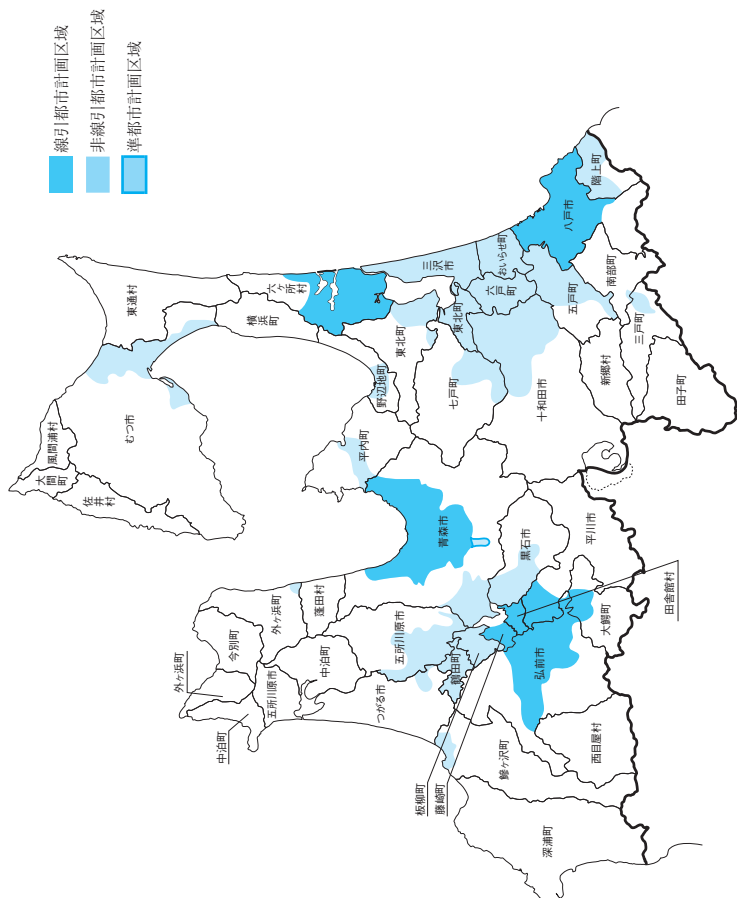 線引都市計画区域
非線引都市計画区域
準都市計画区域
大間町
風間浦村
佐井村
むつ市
東通村
横浜町
六ヶ所村
野辺地町
東北町
三沢市
おいらせ町
六戸町
東北町
七戸町
十和田市
五戸町
八戸市
階上町
南部町
三戸町
新郷村
田子町
平内町
青森市
外ヶ浜町
今別町
外ヶ浜町
蓬田村
五所川原市
中泊町
中泊町
五所川原市
つがる市
鶴田町
黒石市
平川市
田舎館村
大鰐町
弘前市
西目屋村
板柳町
藤崎町
鰺ヶ沢町
深浦町